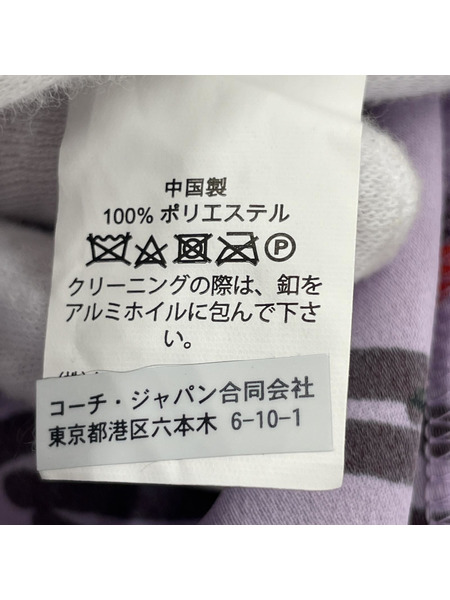 中国製
100% ポリエステル
P
クリーニングの際は、釦を
アルミホイルに包んで下さ
い。
コーチ・ジャパン合同会社
東京都港区六本木 6-10-1